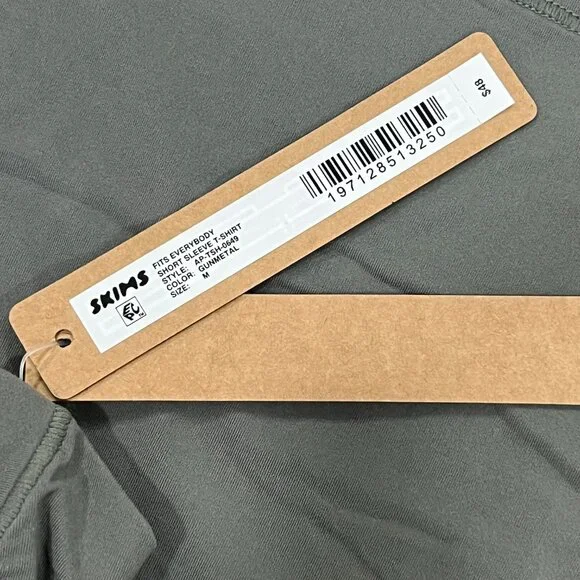 SKIMS
FITS EVERYBODY
SHORT SLEEVE T-SHIRT
STYLE: AP-TSH-0649
COLOR: GUNMETAL
SIZE: M
197128513250
$48